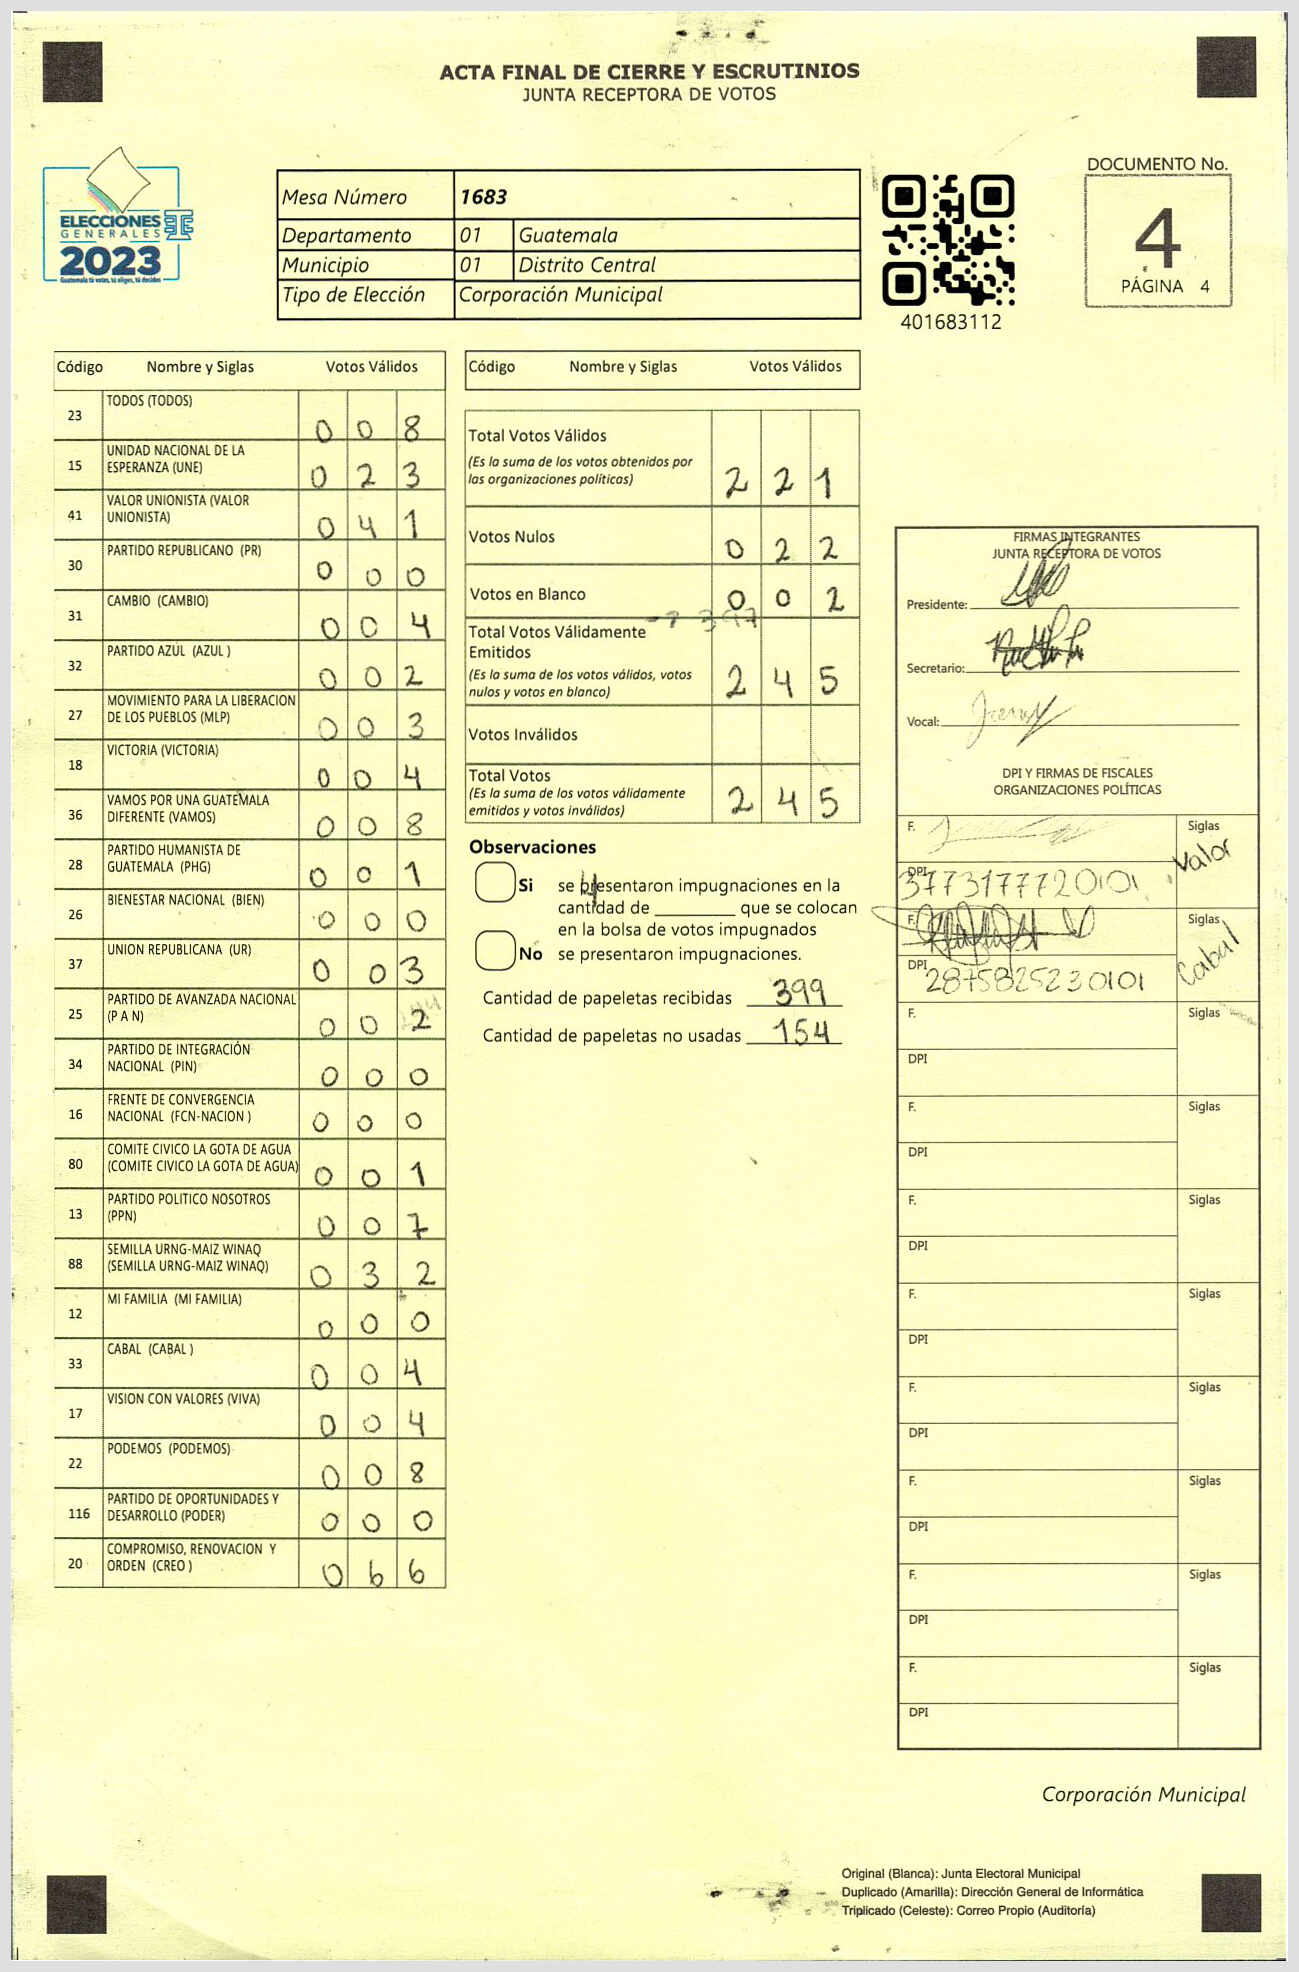 ACTA FINAL DE CIERRE Y ESCRUTINIOS
JUNTA RECEPTORA DE VOTOS
ELECCIONES
GENERALES
2023
Guatemala tú votas, tú eliges, tú decides
Mesa Número 1683
Departamento 01 Guatemala
Municipio 01 Distrito Central
Tipo de Elección Corporación Municipal
401683112
DOCUMENTO No.
4
PÁGINA 4
Código Nombre y Siglas Votos Válidos
23 TODOS (TODOS) 0 0 8
15 UNIDAD NACIONAL DE LA
ESPERANZA (UNE) 0 2 3
41 VALOR UNIONISTA (VALOR
UNIONISTA) 0 4 1
30 PARTIDO REPUBLICANO (PR) 0 0 0
31 CAMBIO (CAMBIO) 0 0 4
32 PARTIDO AZUL (AZUL ) 0 0 2
27 MOVIMIENTO PARA LA LIBERACION
DE LOS PUEBLOS (MLP) 0 0 3
18 VICTORIA (VICTORIA) 0 0 4
36 VAMOS POR UNA GUATEMALA
DIFERENTE (VAMOS) 0 0 8
28 PARTIDO HUMANISTA DE
GUATEMALA (PHG) 0 0 1
26 BIENESTAR NACIONAL (BIEN) 0 0 0
37 UNION REPUBLICANA (UR) 0 0 3
25 PARTIDO DE AVANZADA NACIONAL
(P A N) 0 0 2
34 PARTIDO DE INTEGRACIÓN
NACIONAL (PIN) 0 0 0
16 FRENTE DE CONVERGENCIA
NACIONAL (FCN-NACION ) 0 0 0
80 COMITE CIVICO LA GOTA DE AGUA
(COMITE CIVICO LA GOTA DE AGUA) 0 0 1
13 PARTIDO POLITICO NOSOTROS
(PPN) 0 0 7
88 SEMILLA URNG-MAIZ WINAQ
(SEMILLA URNG-MAIZ WINAQ) 0 3 2
12 MI FAMILIA (MI FAMILIA) 0 0 0
33 CABAL (CABAL ) 0 0 4
17 VISION CON VALORES (VIVA) 0 0 4
22 PODEMOS (PODEMOS) 0 0 8
116 PARTIDO DE OPORTUNIDADES Y
DESARROLLO (PODER) 0 0 0
20 COMPROMISO, RENOVACION Y
ORDEN (CREO ) 0 6 6
Código Nombre y Siglas Votos Válidos
Total Votos Válidos
(Es la suma de los votos obtenidos por
las organizaciones políticas) 2 2 1
Votos Nulos 0 2 2
Votos en Blanco 0 0 2
397
Total Votos Válidamente
Emitidos
(Es la suma de los votos válidos, votos
nulos y votos en blanco) 2 4 5
Votos Inválidos
Total Votos
(Es la suma de los votos válidamente
emitidos y votos inválidos) 2 4 5
Observaciones
Si se presentaron impugnaciones en la
cantidad de ________ que se colocan
en la bolsa de votos impugnados
No se presentaron impugnaciones.
Cantidad de papeletas recibidas 399
Cantidad de papeletas no usadas 154
FIRMAS INTEGRANTES
JUNTA RECEPTORA DE VOTOS
Presidente:
Secretario:
Vocal:
DPI Y FIRMAS DE FISCALES
ORGANIZACIONES POLÍTICAS
F. Siglas
Valor
DPI 3773177720101
F. Siglas
Cabal
DPI 2875825230101
F. Siglas
DPI
F. Siglas
DPI
F. Siglas
DPI
F. Siglas
DPI
F. Siglas
DPI
F. Siglas
DPI
F. Siglas
DPI
F. Siglas
DPI
Corporación Municipal
Original (Blanca): Junta Electoral Municipal
Duplicado (Amarilla): Dirección General de Informática
Triplicado (Celeste): Correo Propio (Auditoría)